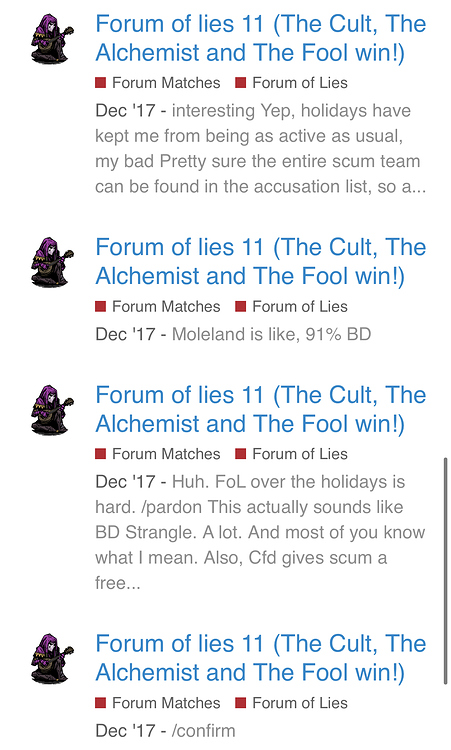 Forum of lies 11 (The Cult, The
Alchemist and The Fool win!)
Forum Matches Forum of Lies
Dec '17 - interesting Yep, holidays have
kept me from being as active as usual,
my bad Pretty sure the entire scum team
can be found in the accusation list, so a...
Forum of lies 11 (The Cult, The
Alchemist and The Fool win!)
Forum Matches Forum of Lies
Dec '17 - Moleland is like, 91% BD
Forum of lies 11 (The Cult, The
Alchemist and The Fool win!)
Forum Matches Forum of Lies
Dec '17 - Huh. FoL over the holidays is
hard. /pardon This actually sounds like
BD Strangle. A lot. And most of you know
what I mean. Also, Cfd gives scum a
free...
Forum of lies 11 (The Cult, The
Alchemist and The Fool win!)
Forum Matches Forum of Lies
Dec '17 - /confirm